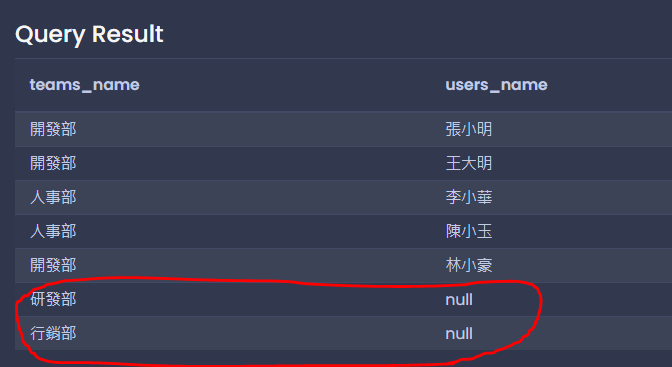 Query Result
teams_name users_name
開發部 張小明
開發部 王大明
人事部 李小華
人事部 陳小玉
開發部 林小豪
研發部 null
行銷部 null